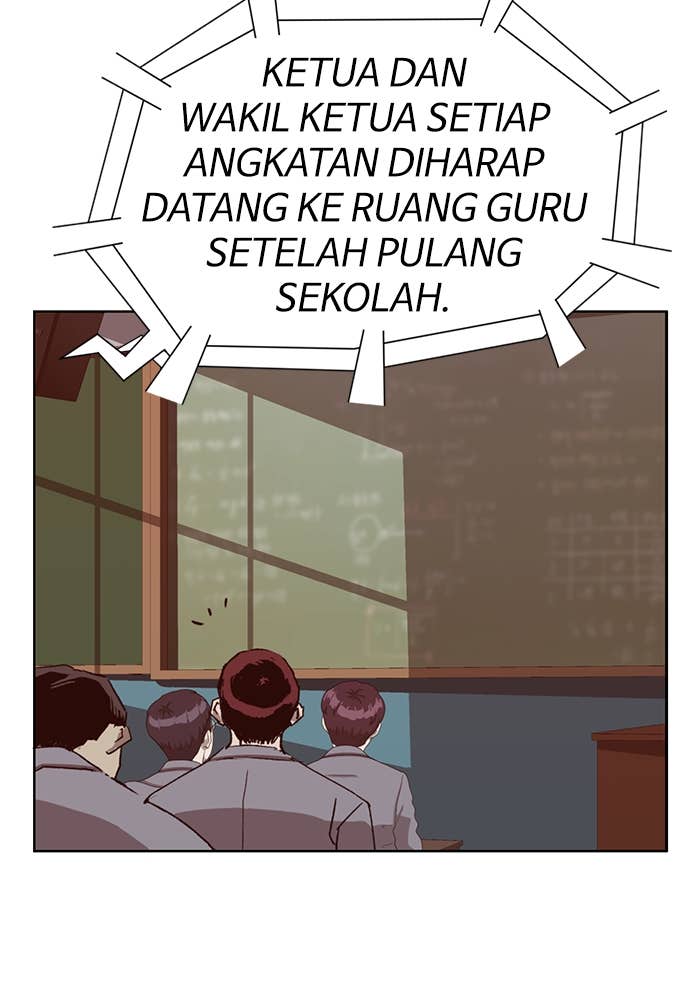 KETUA DAN
WAKIL KETUA SETIAP
ANGKATAN DIHARAP
DATANG KE RUANG GURU
SETELAH PULANG
SEKOLAH.